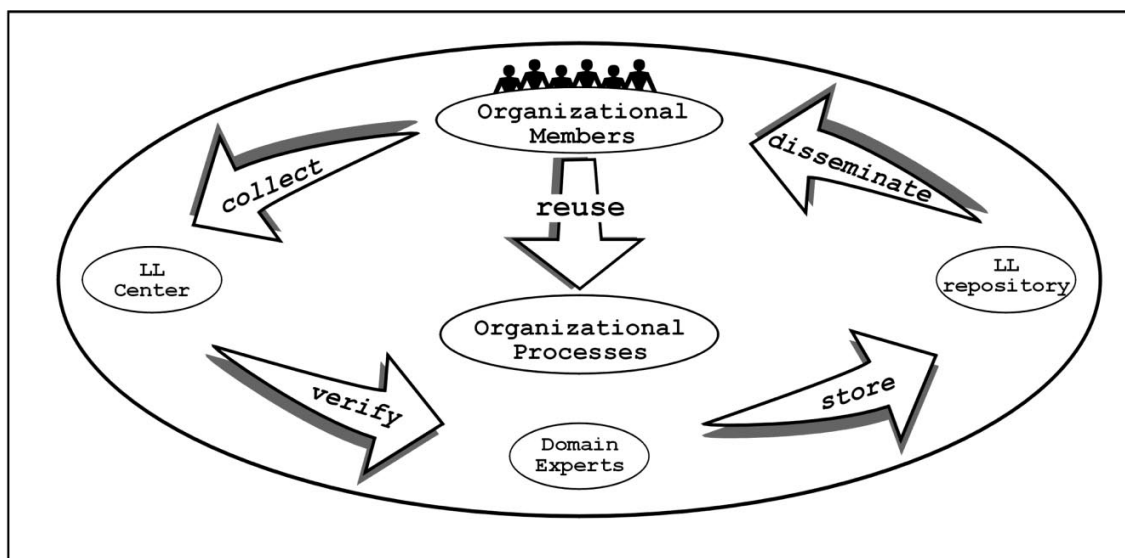 Organizational
Members
collect
disseminate
reuse
LL
Center
LL
repository
Organizational
Processes
verify
store
Domain
Experts